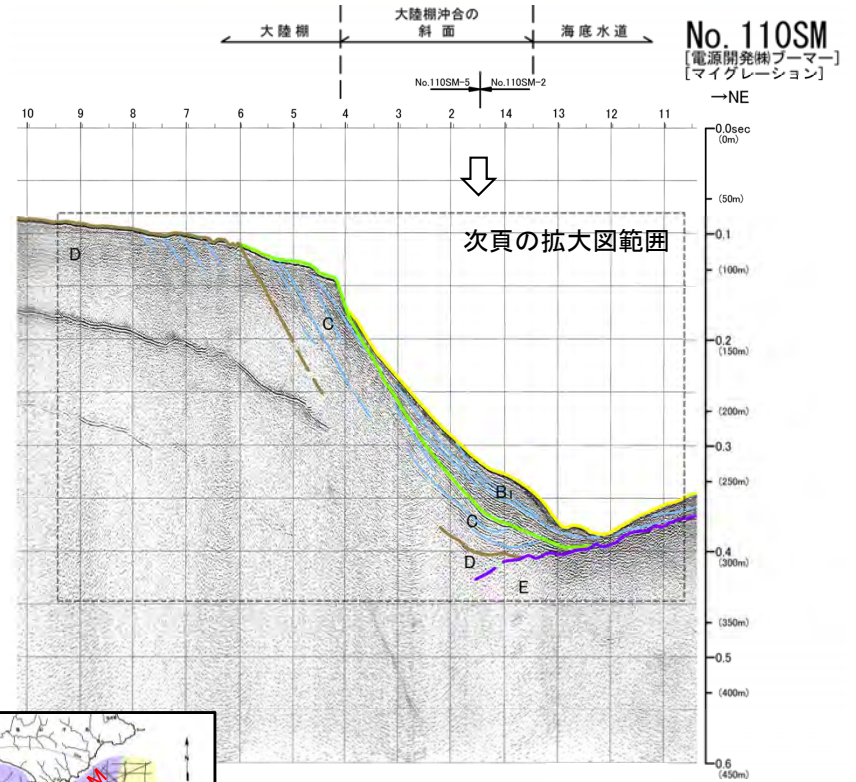 大陸棚
大陸棚沖合の
斜面
海底水道
No. 110SM
[電源開発㈱ブーマー]
[マイグレーション]
→NE
No.110SM-5
No.110SM-2
10 9 8 7 6 5 4 3 2 14 13 12 11
0.0sec
(0m)
(50m)
次頁の拡大図範囲
0.1
D
(100m)
C
0.2
(150m)
(200m)
0.3
(250m)
B1
C
0.4
D
(300m)
E
(350m)
0.5
(400m)
M
0.6
(450m)